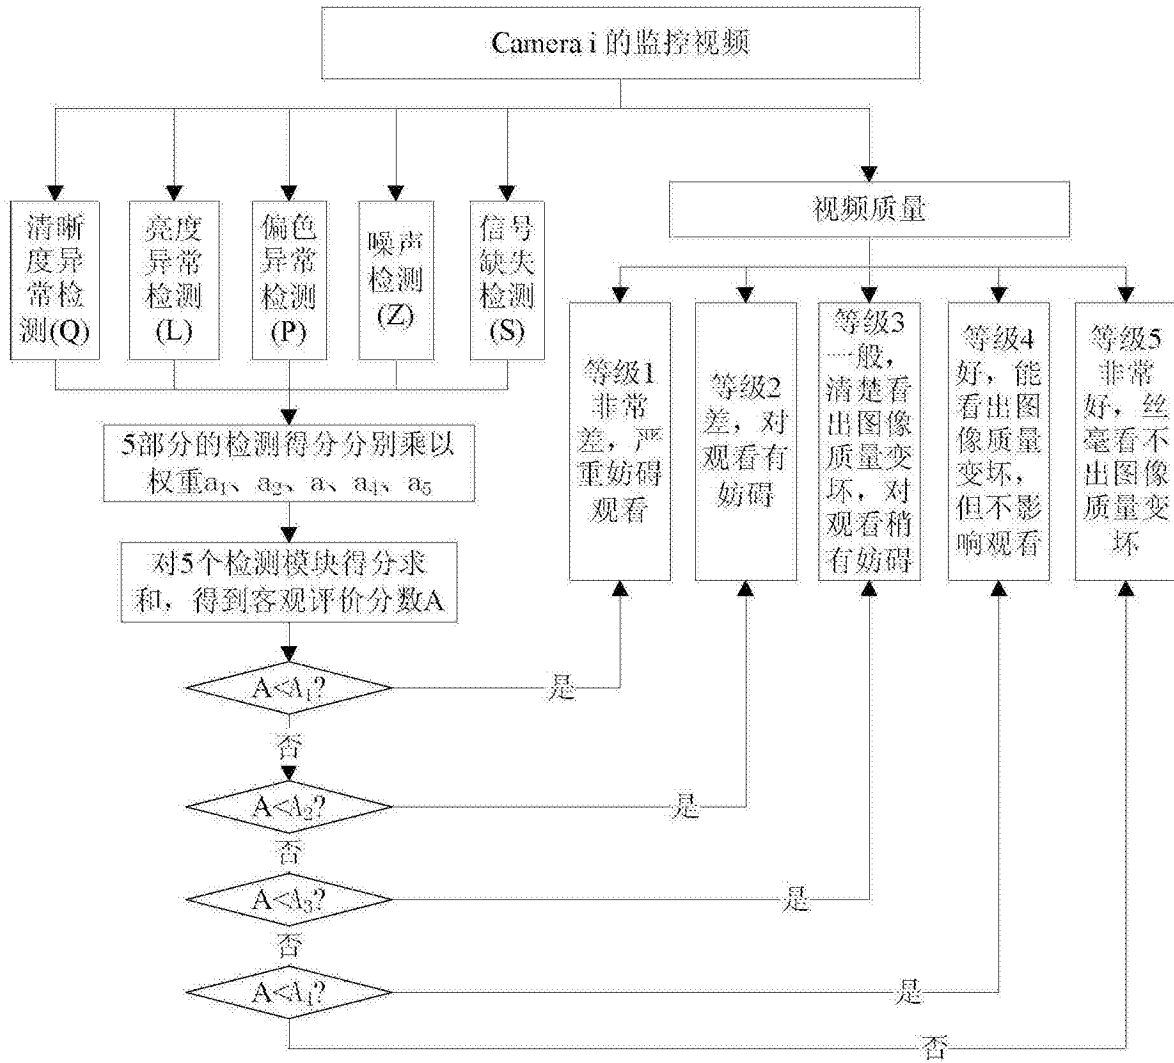 Camera i 的监控视频
清晰
度异
常检
测(Q)
亮度
异常
检测
(L)
偏色
异常
检测
(P)
噪声
检测
(Z)
信号
缺失
检测
(S)
视频质量
等级1
非常
差，严
重妨碍
观看
等级2
差，对
观看有
妨碍
等级3
一般，
清楚看
出图像
质量变
坏，对
观看稍
有妨碍
等级4
好，能
看出图
像质量
变坏，
但不影
响观看
等级5
非常
好，丝
毫看不
出图像
质量变
坏
5部分的检测得分分别乘以
权重a₁、a₂、a、a₄、a₅
对5个检测模块得分求
和，得到客观评价分数A
A<A₁?
是
否
A<A₂?
是
否
A<A₃?
是
否
A<A₄?
是
否